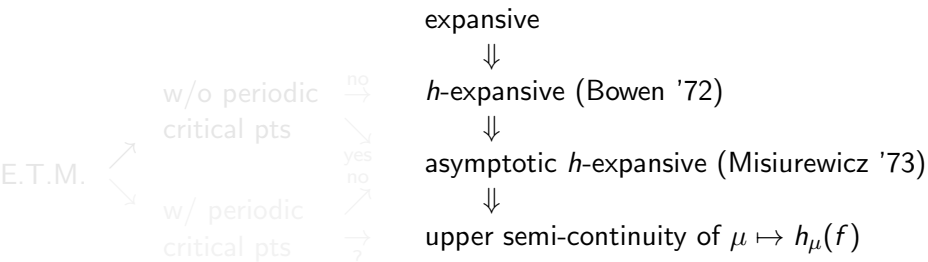 expansive
⇓
w/o periodic no → h-expansive (Bowen '72)
critical pts ↘ ⇓
E.T.M. ↗ yes
↘ no asymptotic h-expansive (Misiurewicz '73)
w/ periodic ↗ ⇓
critical pts → ? upper semi-continuity of μ ↦ hμ(f)